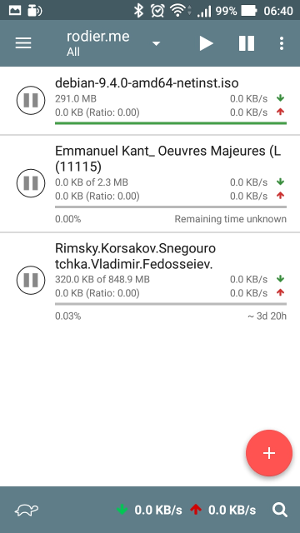 99% 06:40
rodier.me
All
debian-9.4.0-amd64-netinst.iso
291.0 MB 0.0 KB/s
0.0 KB (Ratio: 0.00) 0.0 KB/s
Emmanuel Kant_ Oeuvres Majeures (L
(11115)
0.0 KB of 2.3 MB 0.0 KB/s
0.0 KB (Ratio: 0.00) 0.0 KB/s
0.00% Remaining time unknown
Rimsky.Korsakov.Snegouro
tchka.Vladimir.Fedosseiev.
320.0 KB of 848.9 MB 0.0 KB/s
0.0 KB (Ratio: 0.00) 0.0 KB/s
0.03% ~ 3d 20h
0.0 KB/s 0.0 KB/s